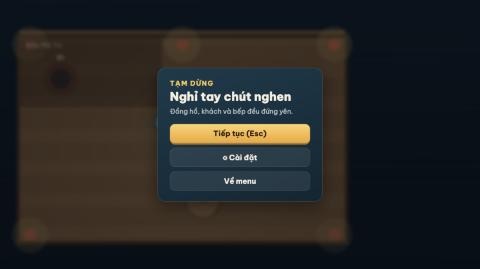 TẠM DỪNG
Nghỉ tay chút nghen
Đồng hồ, khách và bếp đều đứng yên.
Tiếp tục (Esc)
Cài đặt
Về menu